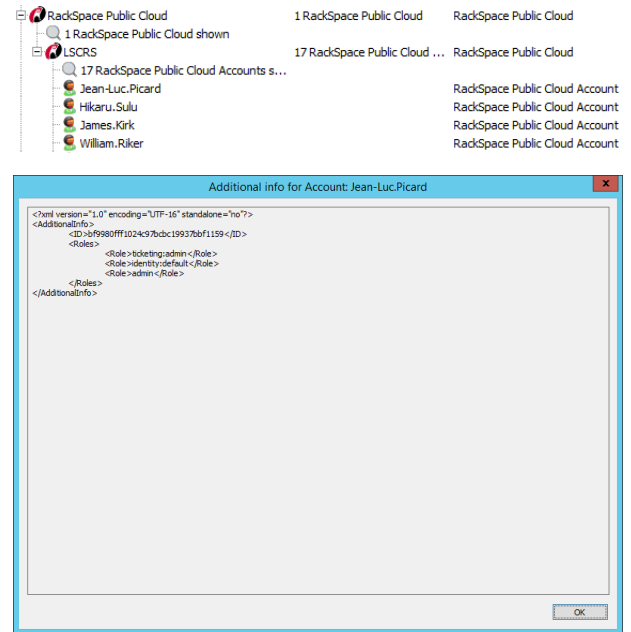 RackSpace Public Cloud 1 RackSpace Public Cloud RackSpace Public Cloud
1 RackSpace Public Cloud shown
LSCRS 17 RackSpace Public Cloud ... RackSpace Public Cloud
17 RackSpace Public Cloud Accounts s...
Jean-Luc.Picard RackSpace Public Cloud Account
Hikaru.Sulu RackSpace Public Cloud Account
James.Kirk RackSpace Public Cloud Account
William.Riker RackSpace Public Cloud Account
Additional info for Account: Jean-Luc.Picard
x
<?xml version="1.0" encoding="UTF-16" standalone="no"?>
<AdditionalInfo>
<ID>bf9980fff1024c97bcbc19937bbf1159</ID>
<Roles>
<Role>ticketing:admin</Role>
<Role>identity:default</Role>
<Role>admin</Role>
</Roles>
</AdditionalInfo>
OK